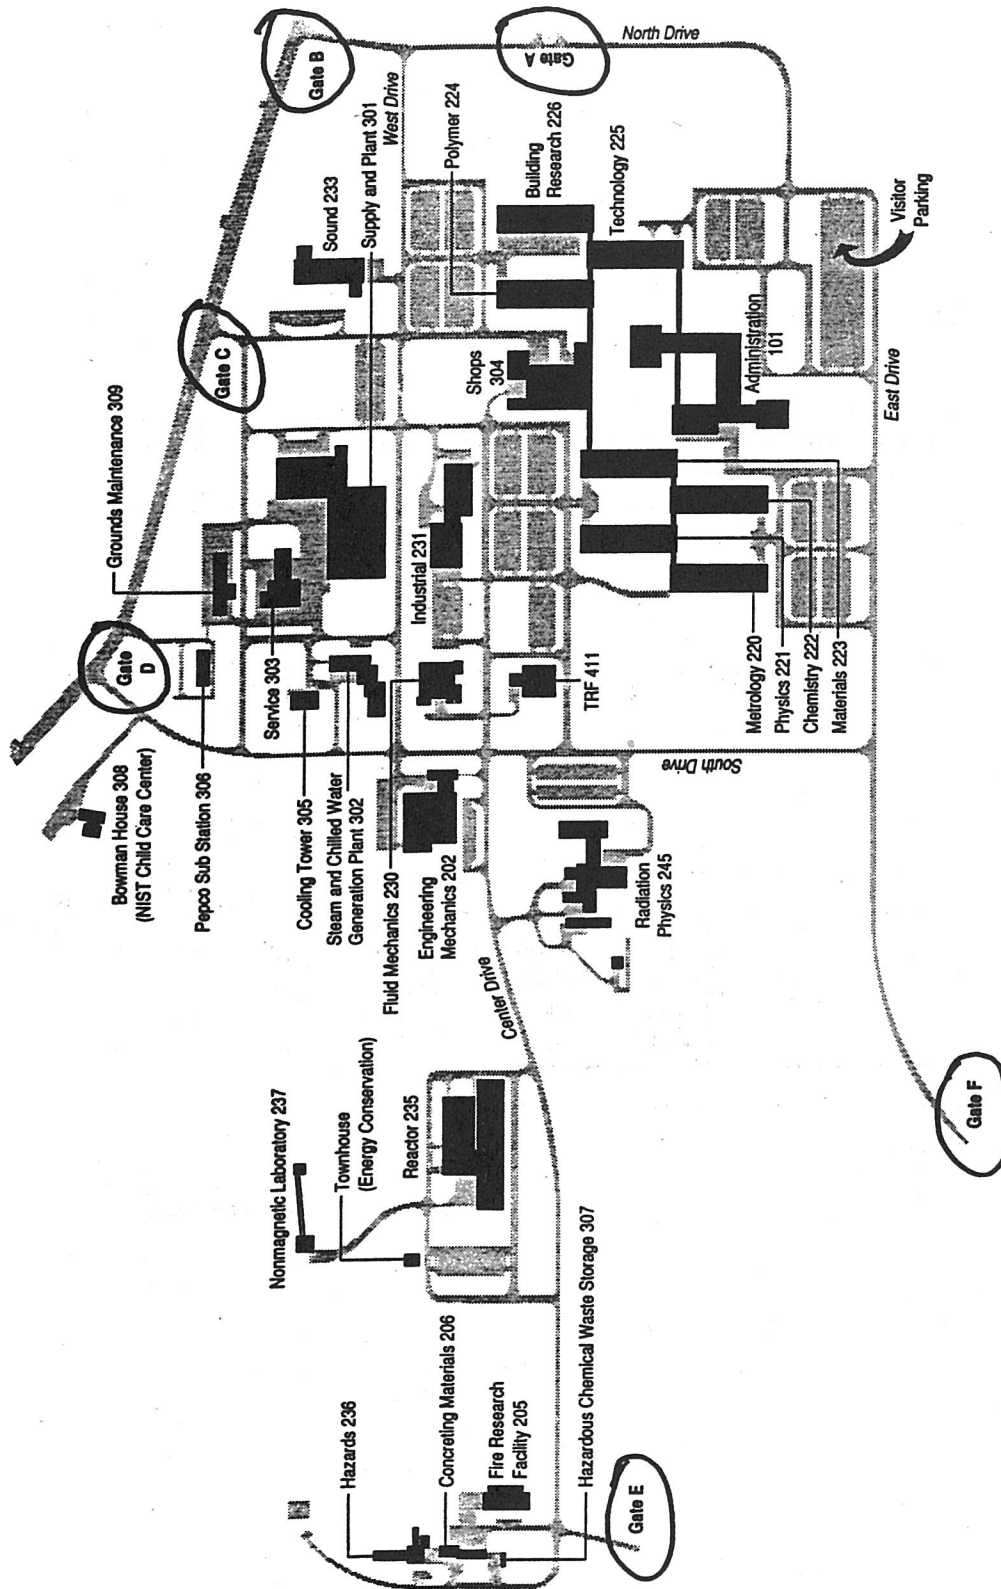 Gate B
Gate A
North Drive
West Drive
Polymer 224
Supply and Plant 301
Sound 233
Building
Research 226
Technology 225
Visitor
Parking
Gate C
Shops
304
Administration
101
East Drive
Grounds Maintenance 309
Industrial 231
Service 303
Gate
D
TRF 411
Metrology 220
Physics 221
Chemistry 222
Materials 223
South Drive
Bowman House 308
(NIST Child Care Center)
Pepco Sub Station 306
Cooling Tower 305
Steam and Chilled Water
Generation Plant 302
Fluid Mechanics 230
Engineering
Mechanics 202
Radiation
Physics 245
Center Drive
Gate F
Nonmagnetic Laboratory 237
Townhouse
(Energy Conservation)
Reactor 235
Hazards 236
Concreting Materials 206
Fire Research
Facility 205
Hazardous Chemical Waste Storage 307
Gate E